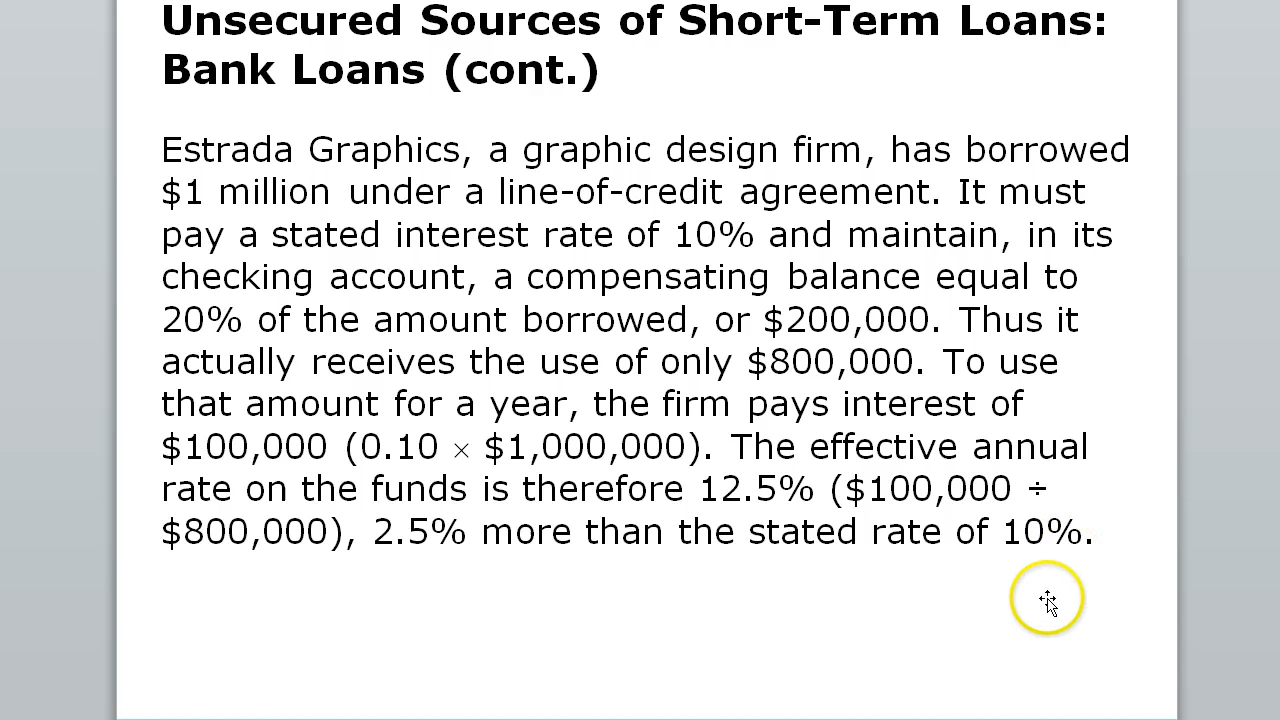 Unsecured Sources of Short-Term Loans:
Bank Loans (cont.)
Estrada Graphics, a graphic design firm, has borrowed
$1 million under a line-of-credit agreement. It must
pay a stated interest rate of 10% and maintain, in its
checking account, a compensating balance equal to
20% of the amount borrowed, or $200,000. Thus it
actually receives the use of only $800,000. To use
that amount for a year, the firm pays interest of
$100,000 (0.10 × $1,000,000). The effective annual
rate on the funds is therefore 12.5% ($100,000 ÷
$800,000), 2.5% more than the stated rate of 10%.